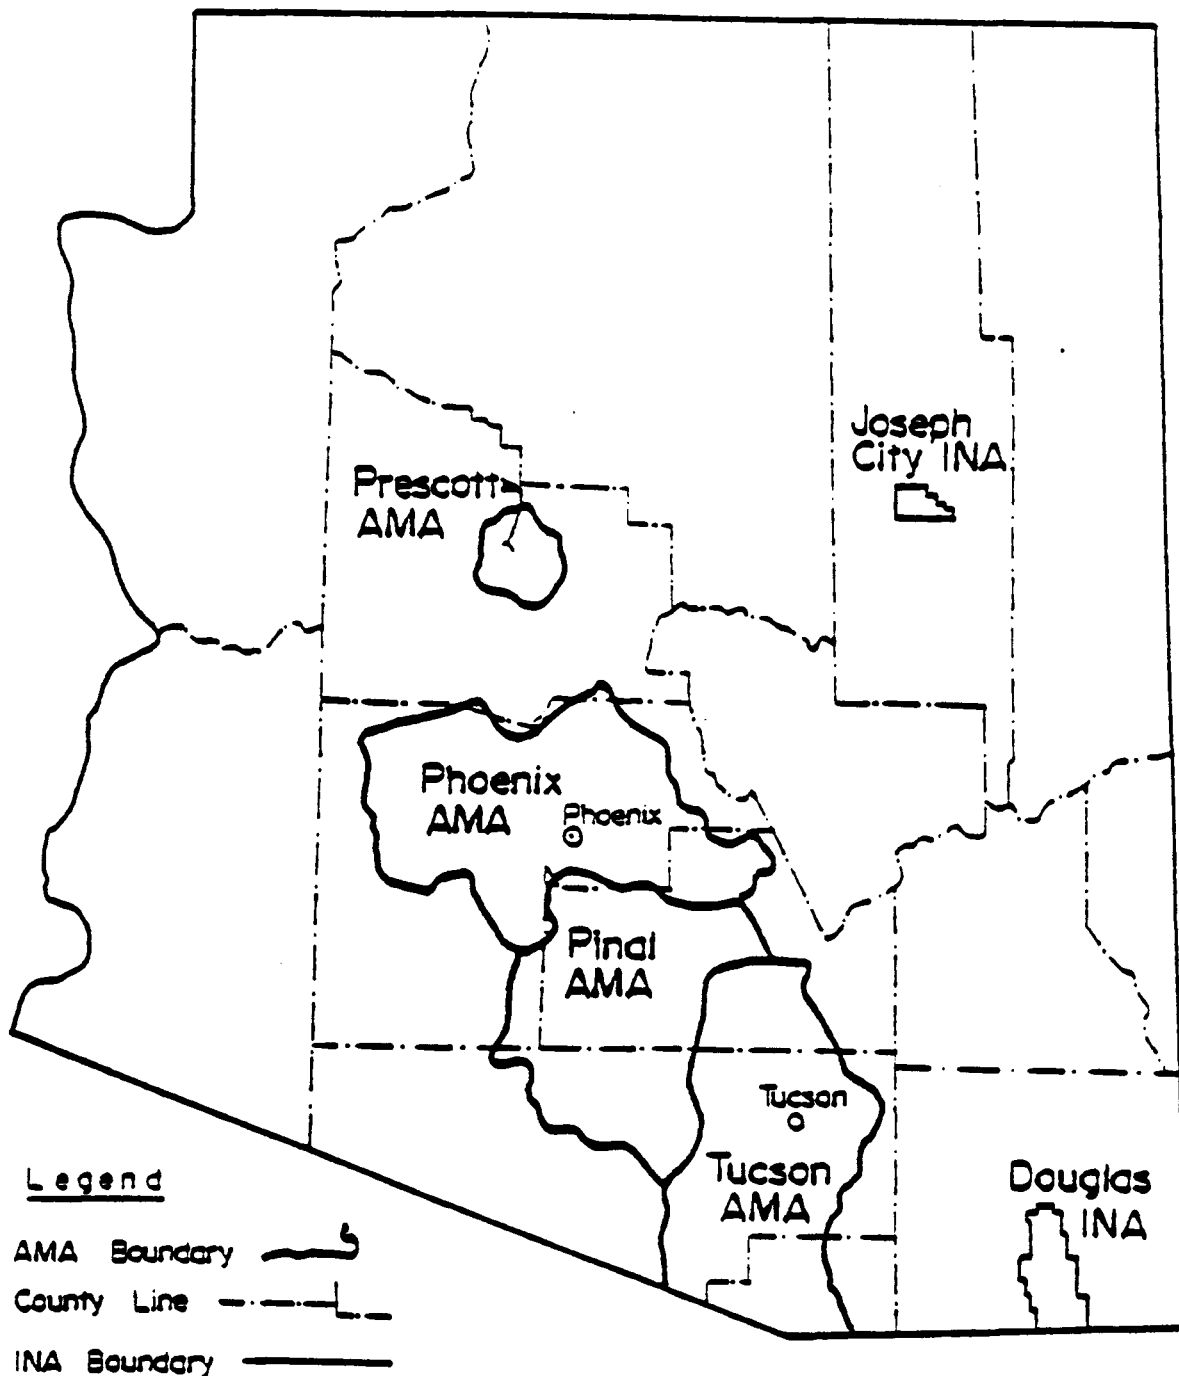 Joseph
City INA
Prescott
AMA
Phoenix
AMA
Phoenix
Pinal
AMA
Tucson
Tucson
AMA
Douglas
INA
Legend
AMA Boundary
County Line
INA Boundary